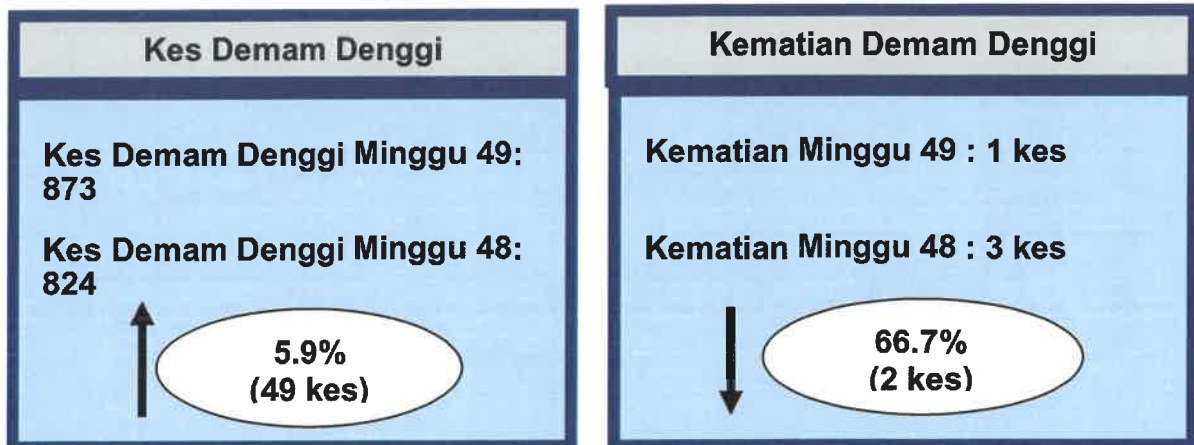 Kes Demam Denggi
Kes Demam Denggi Minggu 49:
873
Kes Demam Denggi Minggu 48:
824
5.9%
(49 kes)
Kematian Demam Denggi
Kematian Minggu 49 : 1 kes
Kematian Minggu 48 : 3 kes
66.7%
(2 kes)